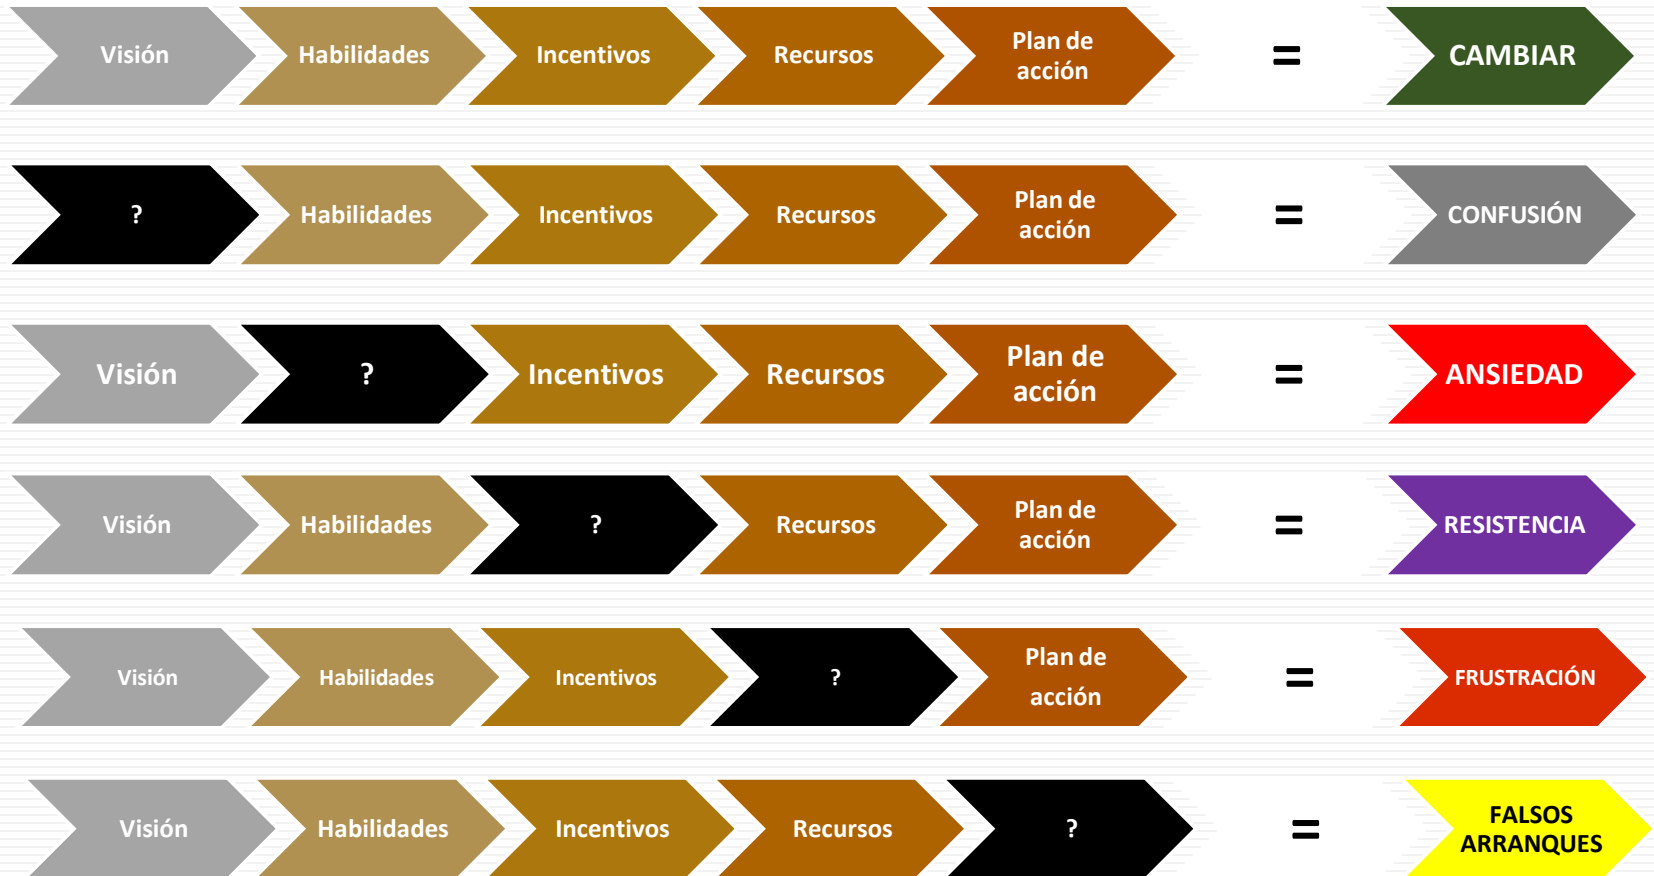 Visión Habilidades Incentivos Recursos Plan de acción = CAMBIAR
? Habilidades Incentivos Recursos Plan de acción = CONFUSIÓN
Visión ? Incentivos Recursos Plan de acción = ANSIEDAD
Visión Habilidades ? Recursos Plan de acción = RESISTENCIA
Visión Habilidades Incentivos ? Plan de acción = FRUSTRACIÓN
Visión Habilidades Incentivos Recursos ? = FALSOS ARRANQUES